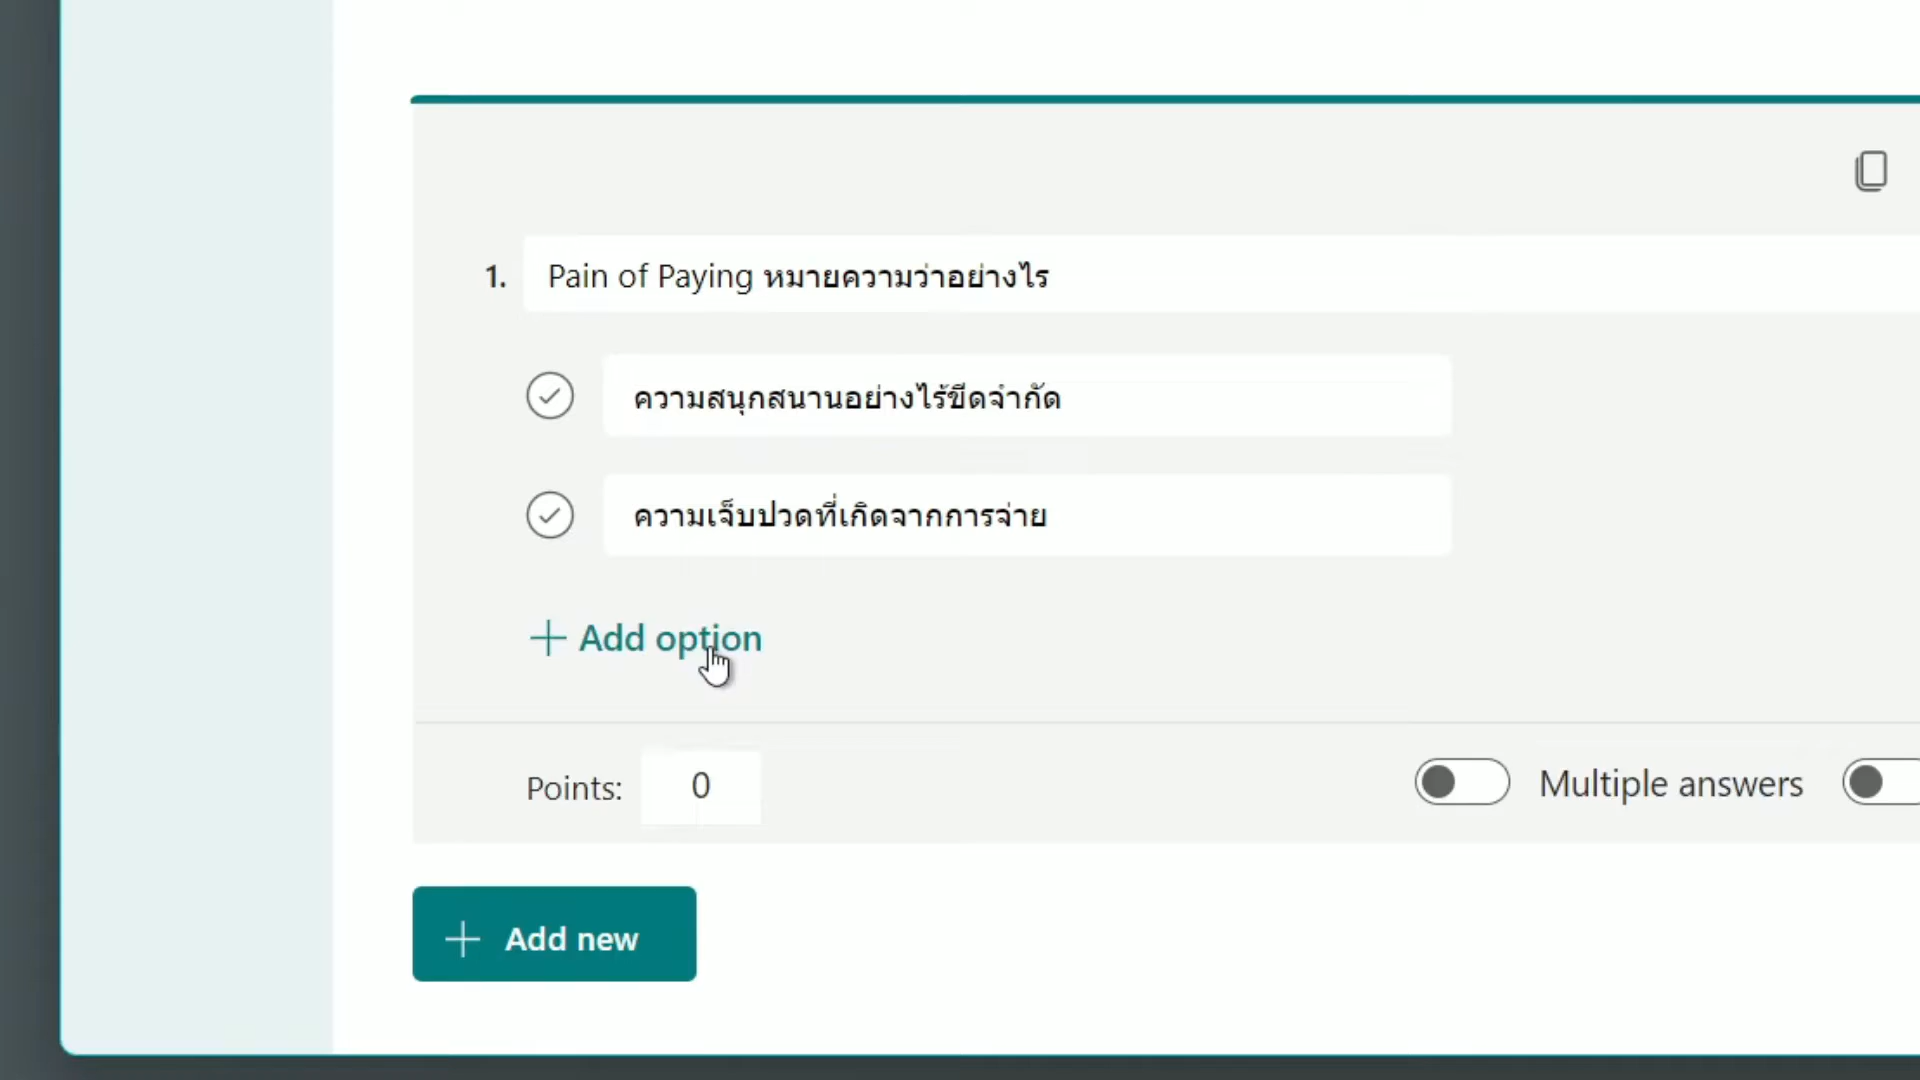 1. Pain of Paying หมายความว่าอย่างไร
ความสนุกสนานอย่างไร้ขีดจำกัด
ความเจ็บปวดที่เกิดจากการจ่าย
Add option
Points: 0
Multiple answers
Add new